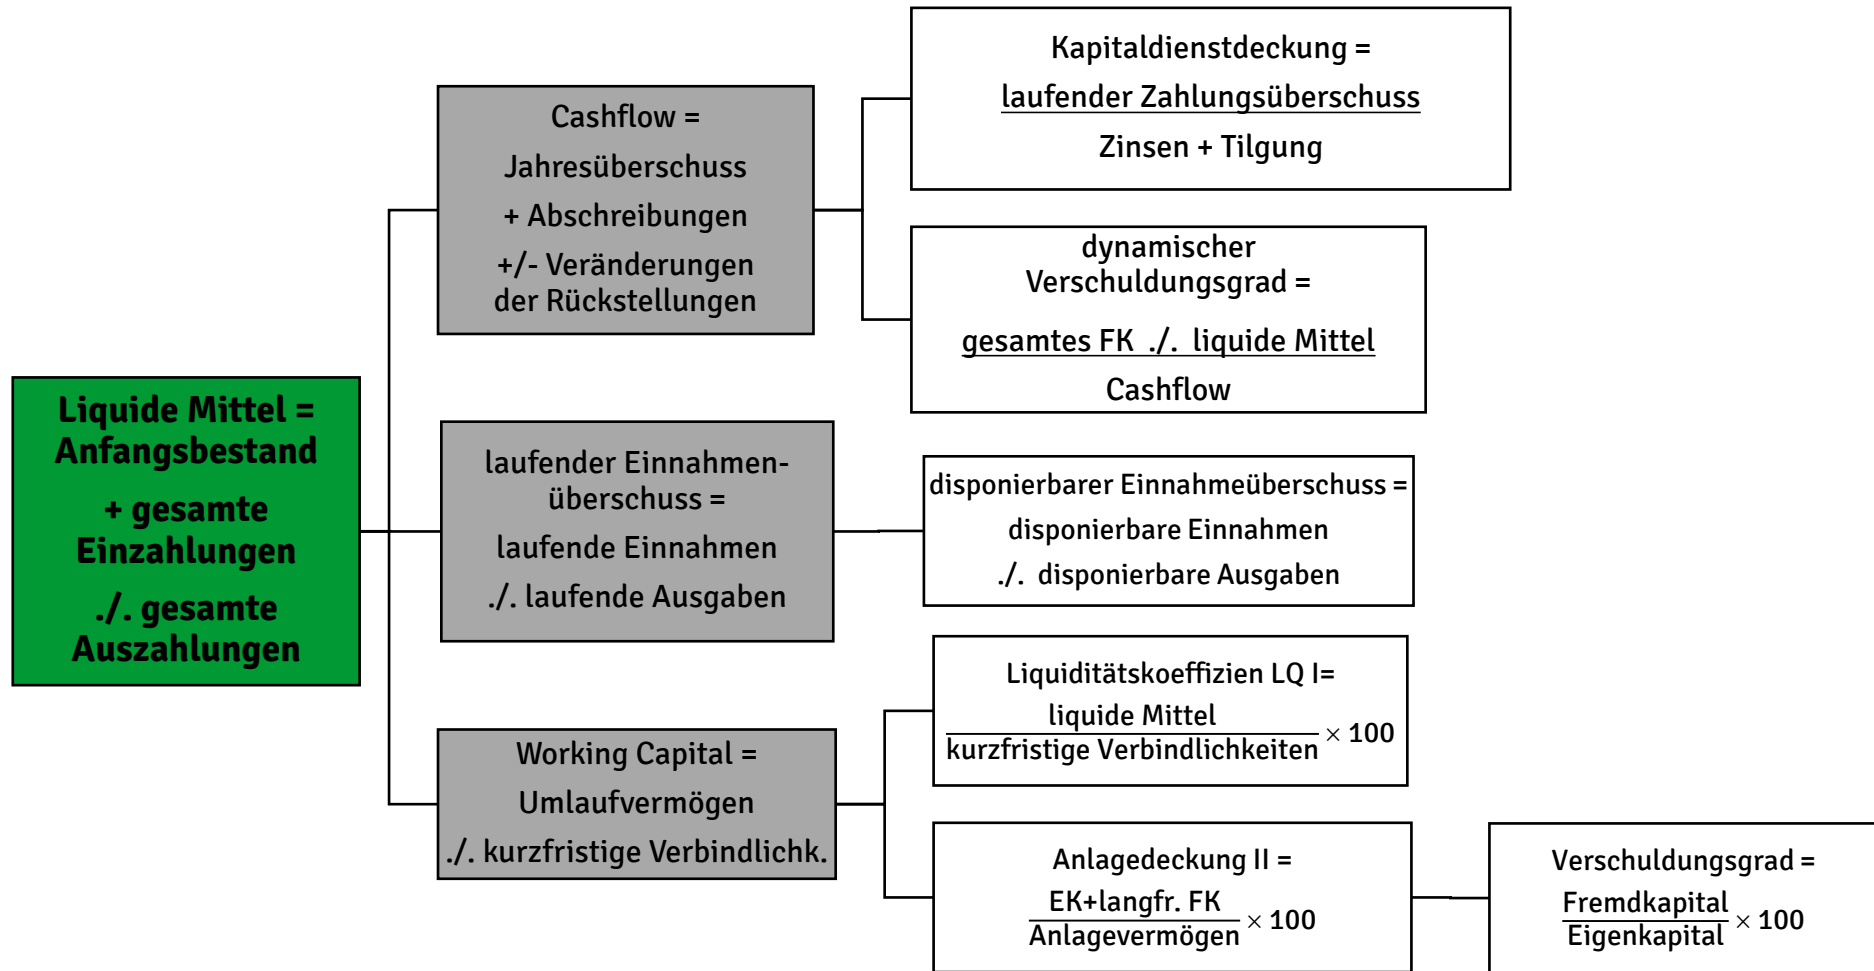 Liquide Mittel =
Anfangsbestand
+ gesamte
Einzahlungen
./. gesamte
Auszahlungen
Cashflow =
Jahresüberschuss
+ Abschreibungen
+/- Veränderungen
der Rückstellungen
Kapitaldienstdeckung =
laufender Zahlungsüberschuss
Zinsen + Tilgung
dynamischer
Verschuldungsgrad =
gesamtes FK ./. liquide Mittel
Cashflow
laufender Einnahmen-
überschuss =
laufende Einnahmen
./. laufende Ausgaben
disponierbarer Einnahmeüberschuss =
disponierbare Einnahmen
./. disponierbare Ausgaben
Working Capital =
Umlaufvermögen
./. kurzfristige Verbindlichk.
Liquiditätskoeffizien LQ I=
liquide Mittel
kurzfristige Verbindlichkeiten × 100
Anlagedeckung II =
EK+langfr. FK
Anlagevermögen × 100
Verschuldungsgrad =
Fremdkapital
Eigenkapital × 100